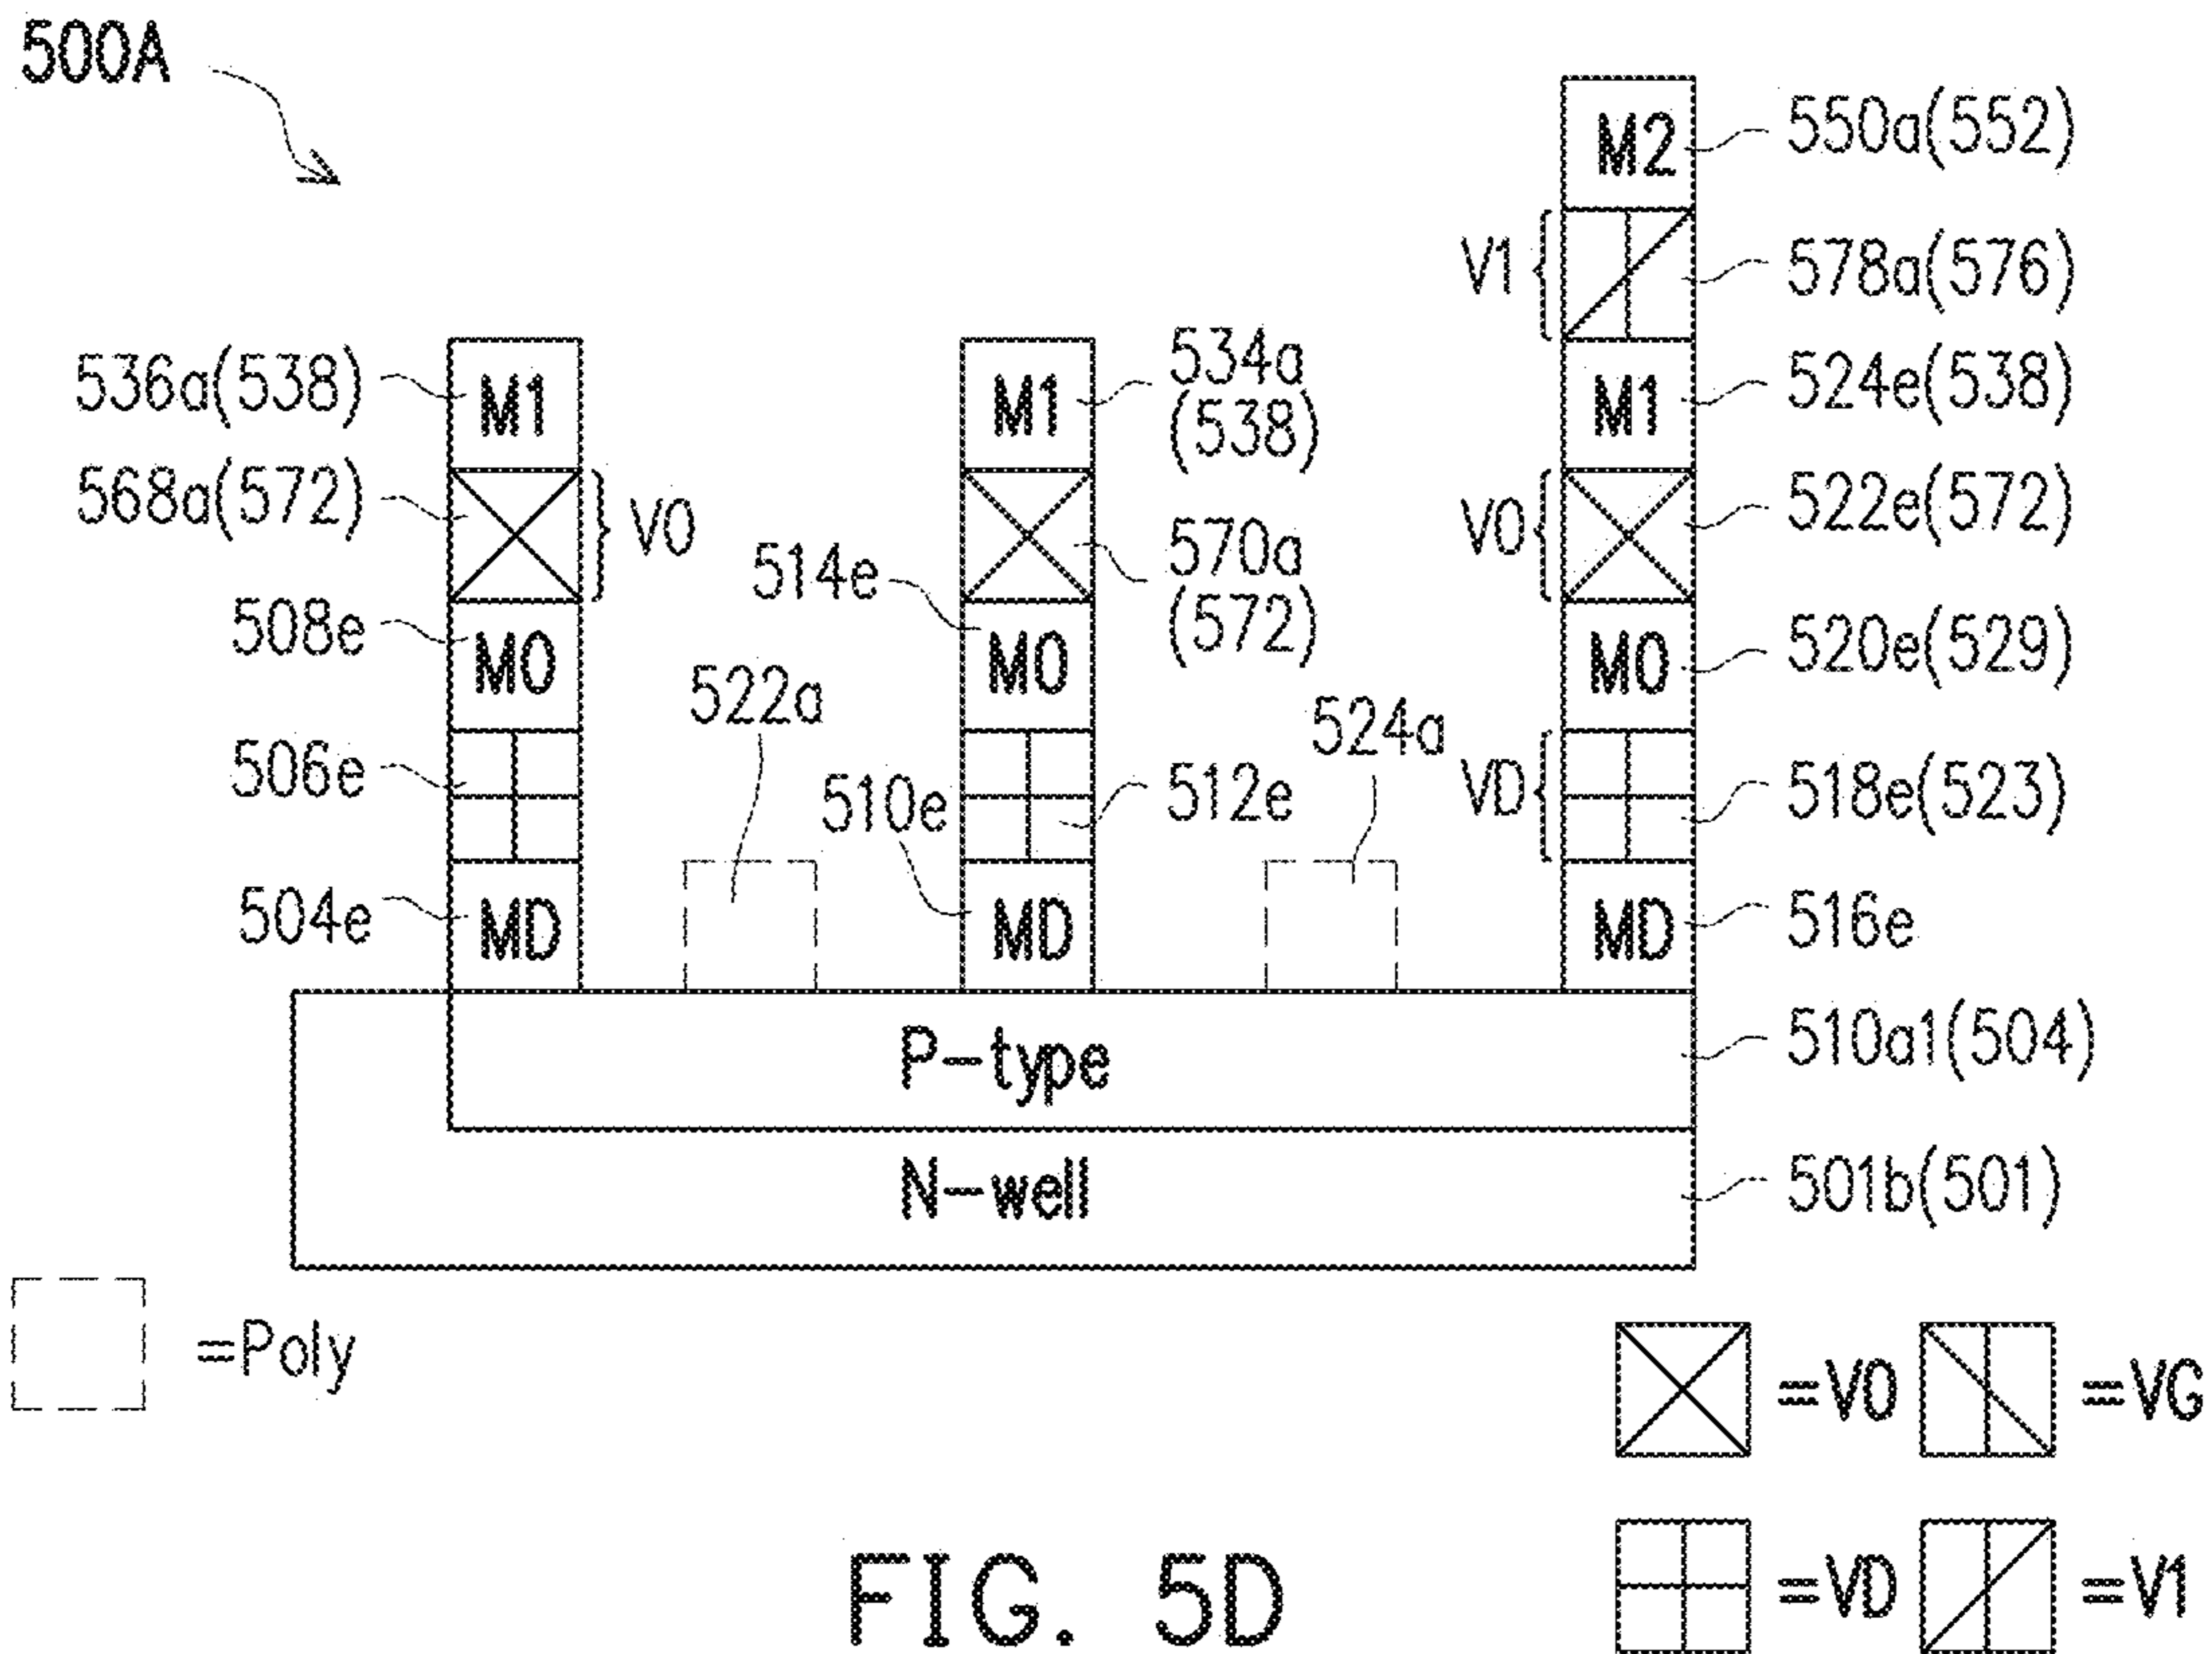 500A
M2
550a(552)
V1
578a(576)
536a(538)
M1
M1
534a
(538)
M1
524e(538)
568a(572)
V0
514e
570a
(572)
V0
522e(572)
508e
M0
522a
M0
524a
M0
520e(529)
506e
510e
512e
VD
518e(523)
504e
MD
MD
MD
516e
P-type
510a1(504)
N-well
501b(501)
=Poly
=V0
=VG
=VD
=V1
FIG. 5D